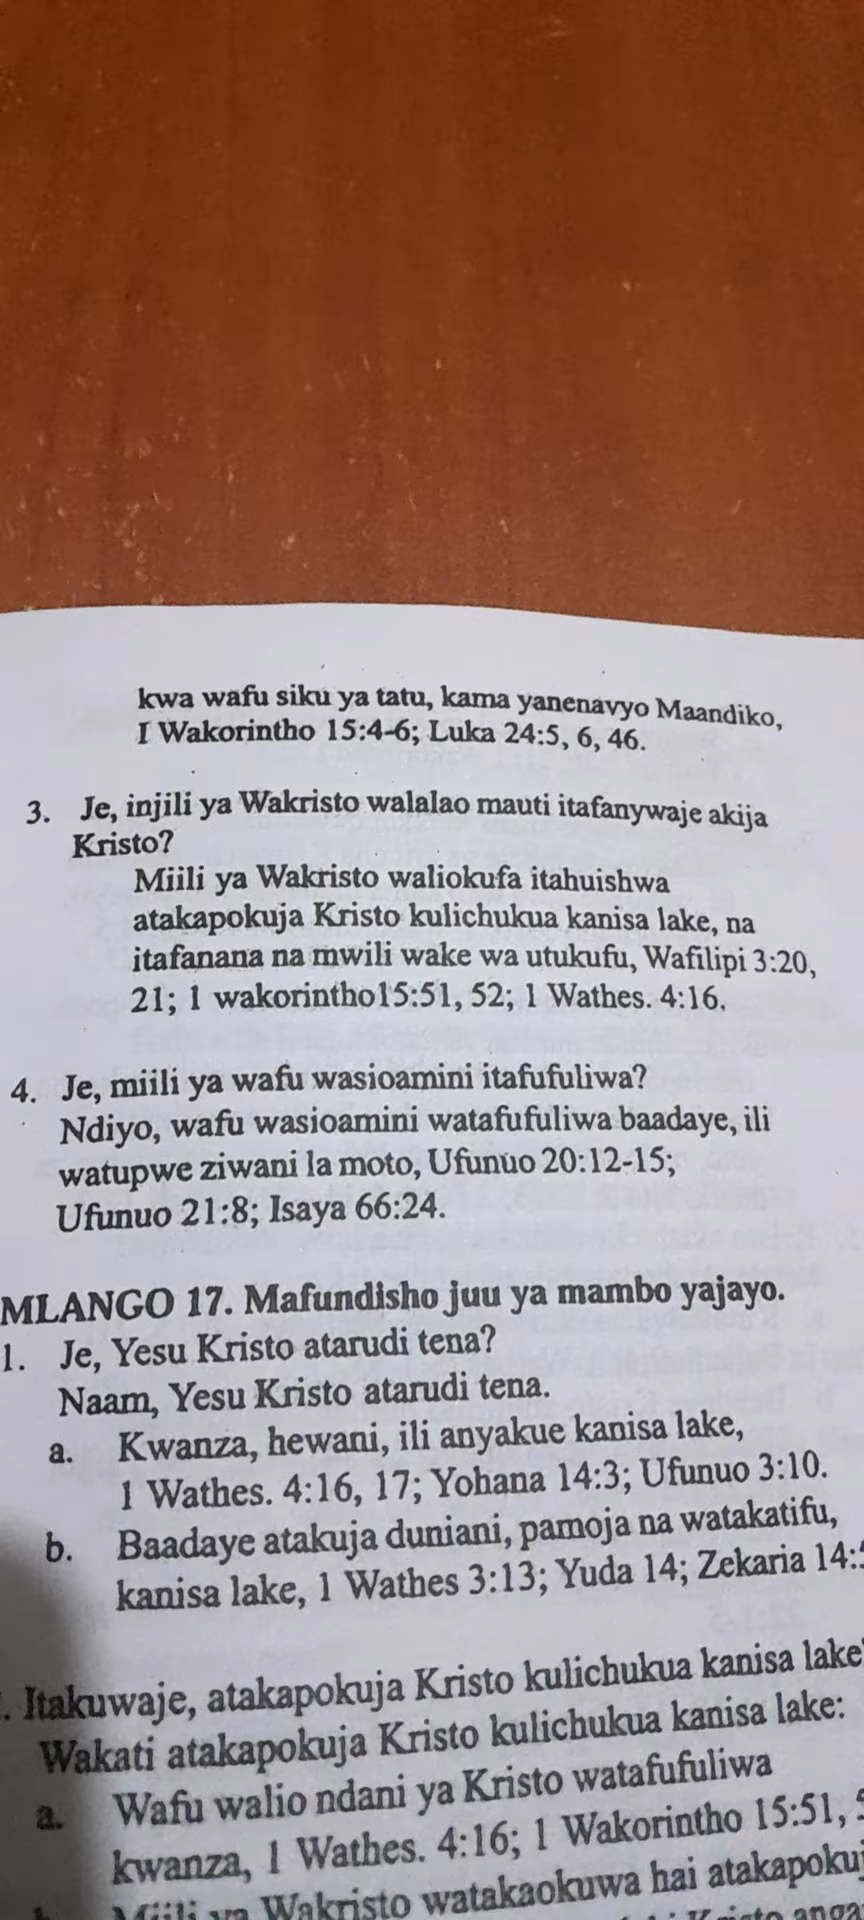 kwa wafu siku ya tatu, kama yanenavyo Maandiko,
I Wakorintho 15:4-6; Luka 24:5, 6, 46.
3. Je, injili ya Wakristo walalao mauti itafanywaje akija
Kristo?
Miili ya Wakristo waliokufa itahuishwa
atakapokuja Kristo kulichukua kanisa lake, na
itafanana na mwili wake wa utukufu, Wafilipi 3:20,
21; 1 wakorintho15:51, 52; 1 Wathes. 4:16.
4. Je, miili ya wafu wasioamini itafufuliwa?
Ndiyo, wafu wasioamini watafufuliwa baadaye, ili
watupwe ziwani la moto, Ufunuo 20:12-15;
Ufunuo 21:8; Isaya 66:24.
MLANGO 17. Mafundisho juu ya mambo yajayo.
1. Je, Yesu Kristo atarudi tena?
Naam, Yesu Kristo atarudi tena.
a. Kwanza, hewani, ili anyakue kanisa lake,
1 Wathes. 4:16, 17; Yohana 14:3; Ufunuo 3:10.
b. Baadaye atakuja duniani, pamoja na watakatifu,
kanisa lake, 1 Wathes 3:13; Yuda 14; Zekaria 14:
. Itakuwaje, atakapokuja Kristo kulichukua kanisa lake
Wakati atakapokuja Kristo kulichukua kanisa lake:
a. Wafu walio ndani ya Kristo watafufuliwa
kwanza, 1 Wathes. 4:16; 1 Wakorintho 15:51,
Miili ya Wakristo watakaokuwa hai atakapokuj